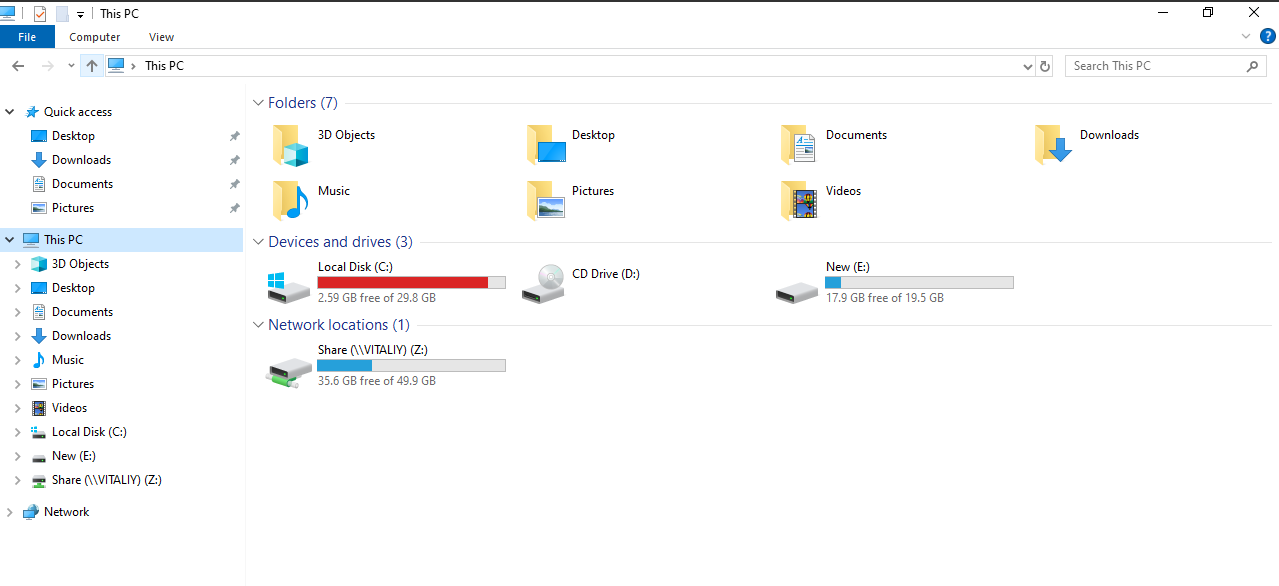 This PC
File Computer View
This PC
Search This PC
Quick access
Desktop
Downloads
Documents
Pictures
This PC
3D Objects
Desktop
Documents
Downloads
Music
Pictures
Videos
Local Disk (C:)
New (E:)
Share (\\VITALIY) (Z:)
Network
Folders (7)
3D Objects
Desktop
Documents
Downloads
Music
Pictures
Videos
Devices and drives (3)
Local Disk (C:)
2.59 GB free of 29.8 GB
CD Drive (D:)
New (E:)
17.9 GB free of 19.5 GB
Network locations (1)
Share (\\VITALIY) (Z:)
35.6 GB free of 49.9 GB